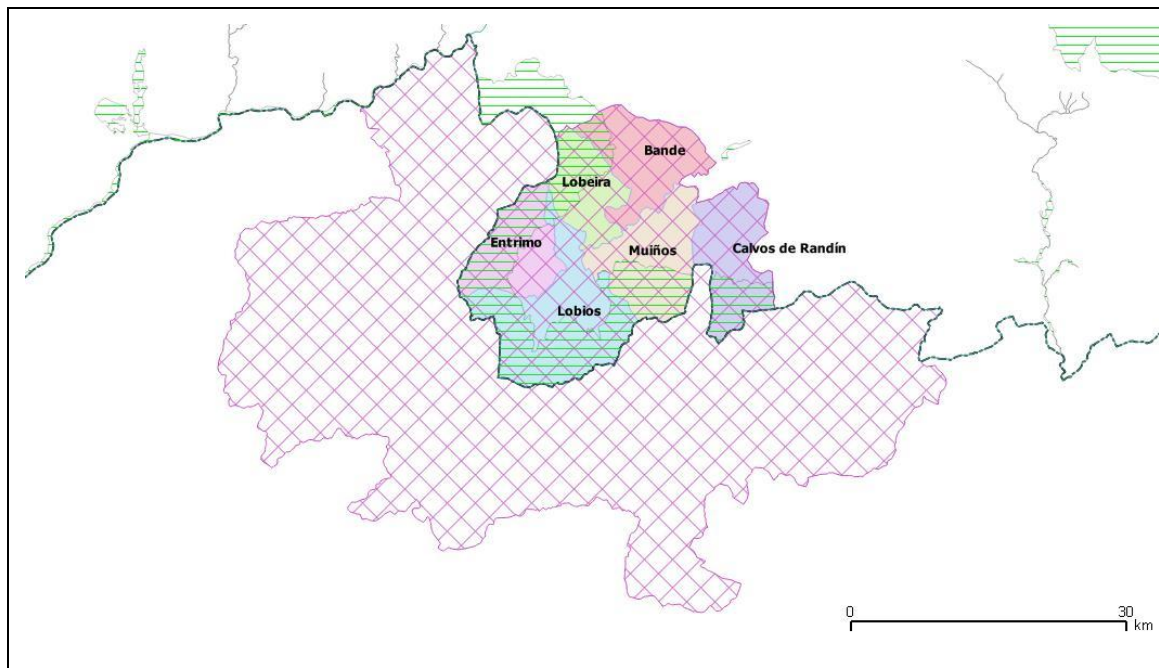 Bande
Lobeira
Entrimo
Muiños
Calvos de Randín
Lobios
0
30
km